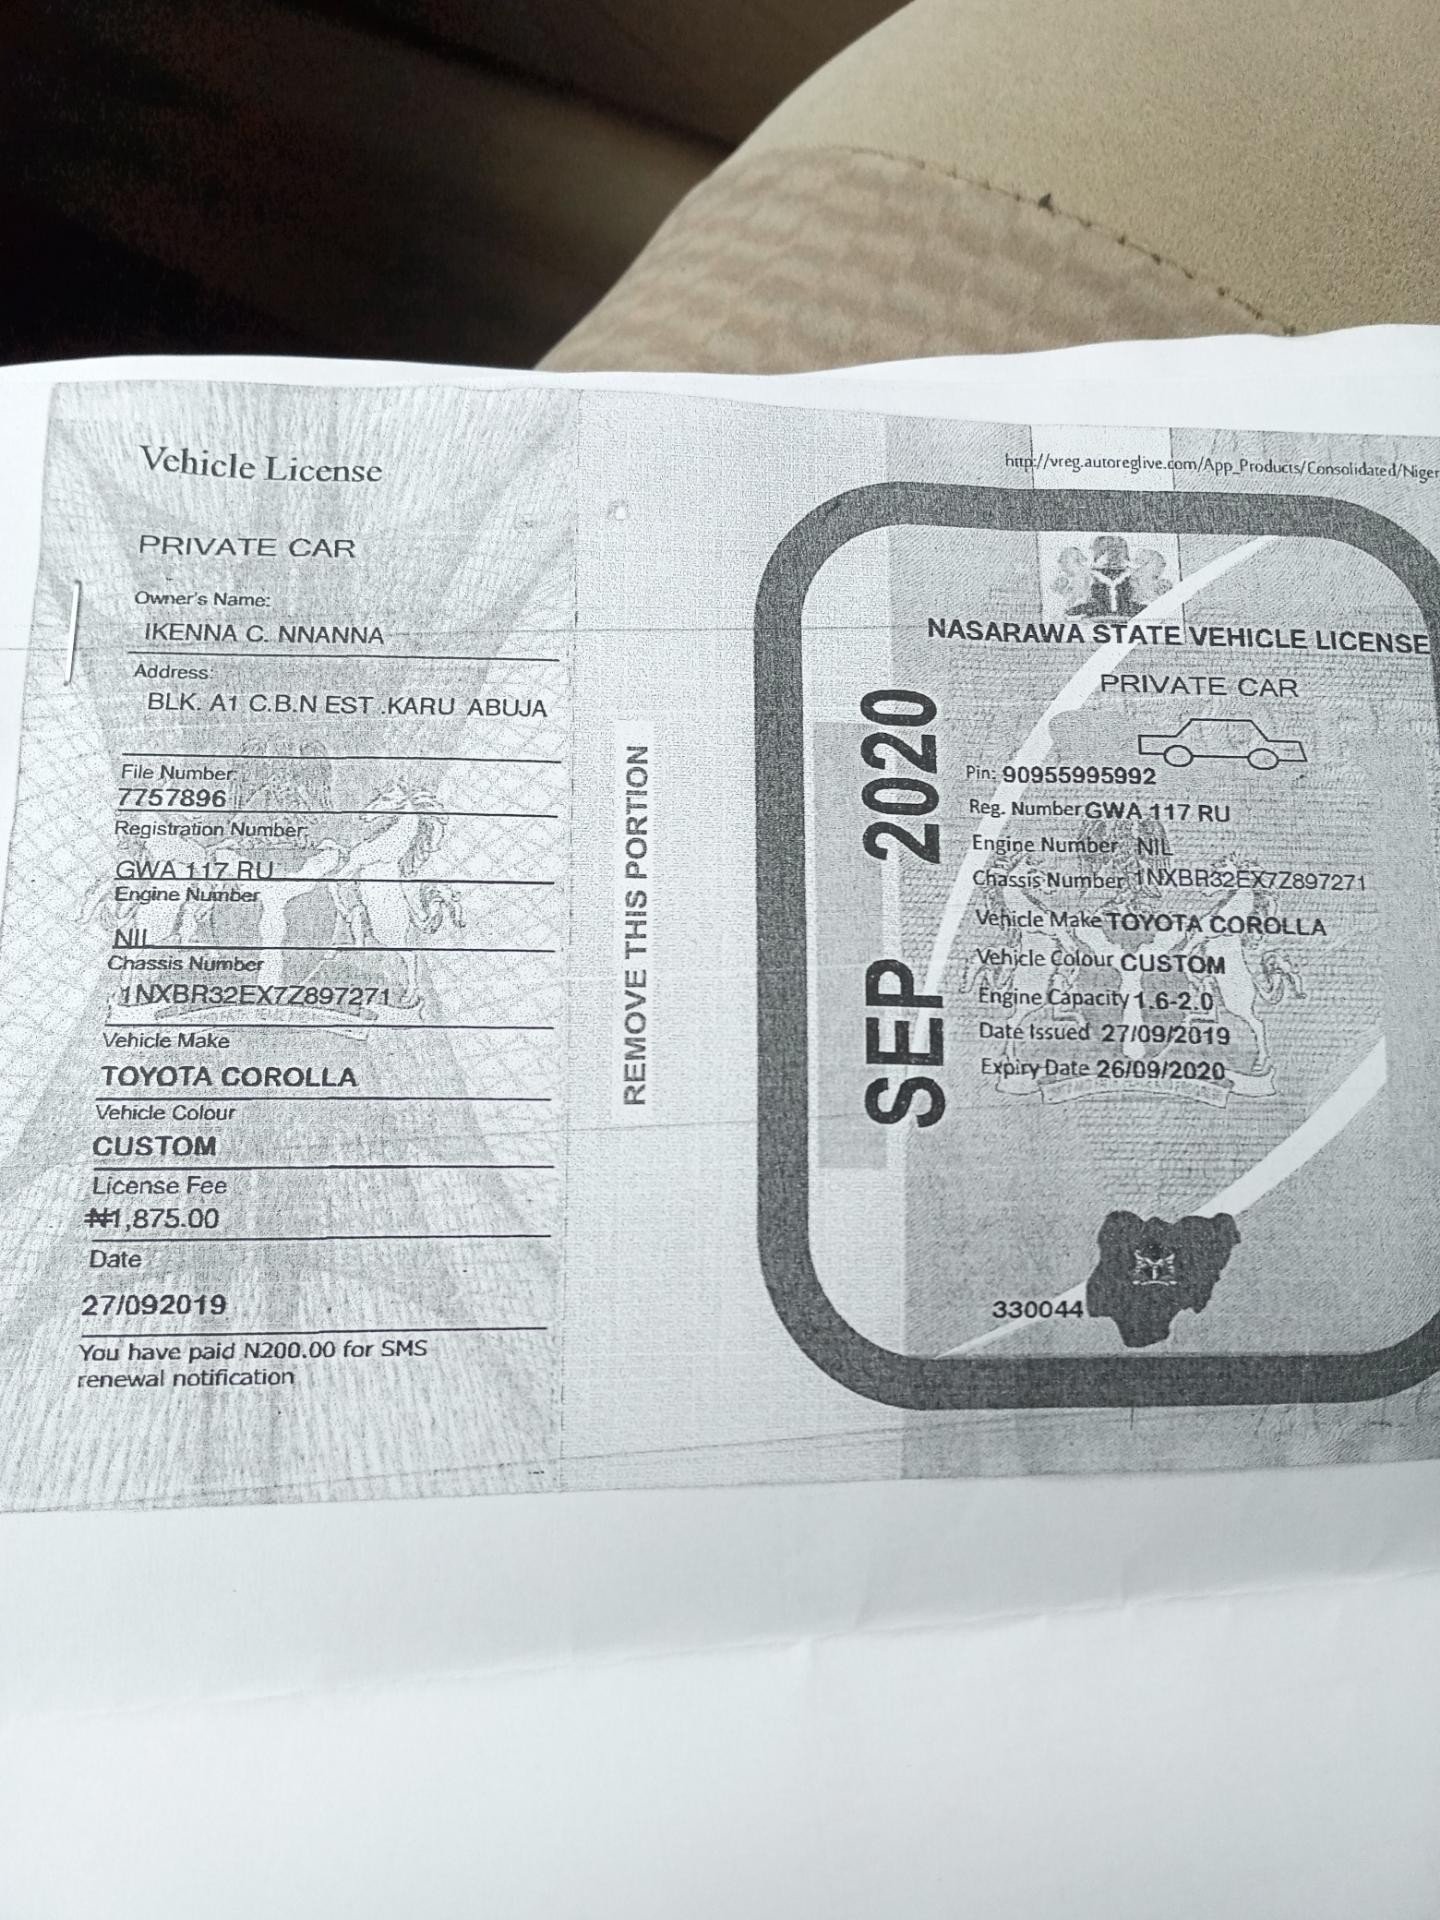 Vehicle License
PRIVATE CAR
Owner's Name:
IKENNA C. NNANNA
Address:
BLK. A1 C.B.N EST .KARU ABUJA
File Number:
7757896
Registration Number:
GWA 117 RU
Engine Number
NIL
Chassis Number
1NXBR32EX7Z897271
Vehicle Make
TOYOTA COROLLA
Vehicle Colour
CUSTOM
License Fee
₦1,875.00
Date
27/092019
You have paid N200.00 for SMS
renewal notification
REMOVE THIS PORTION
http://vreg.autoreglive.com/App_Products/Consolidated/Niger
NASARAWA STATE VEHICLE LICENSE
PRIVATE CAR
SEP 2020
Pin: 90955995992
Reg. Number GWA 117 RU
Engine Number NIL
Chassis Number 1NXBR32EX7Z897271
Vehicle Make TOYOTA COROLLA
Vehicle Colour CUSTOM
Engine Capacity 1.6-2.0
Date Issued 27/09/2019
Expiry Date 26/09/2020
330044